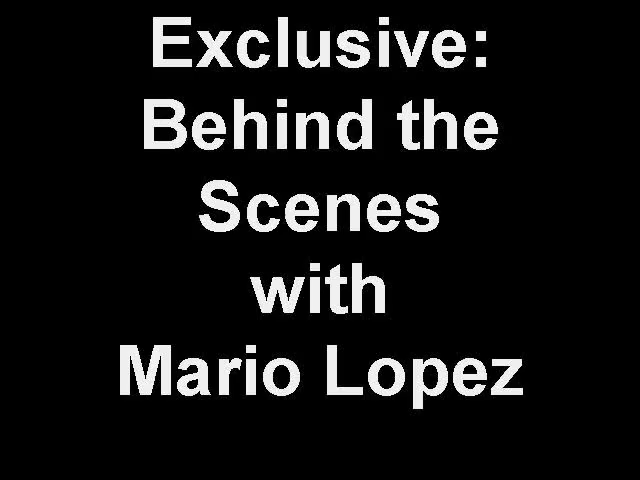 Exclusive:
Behind the
Scenes
with
Mario Lopez